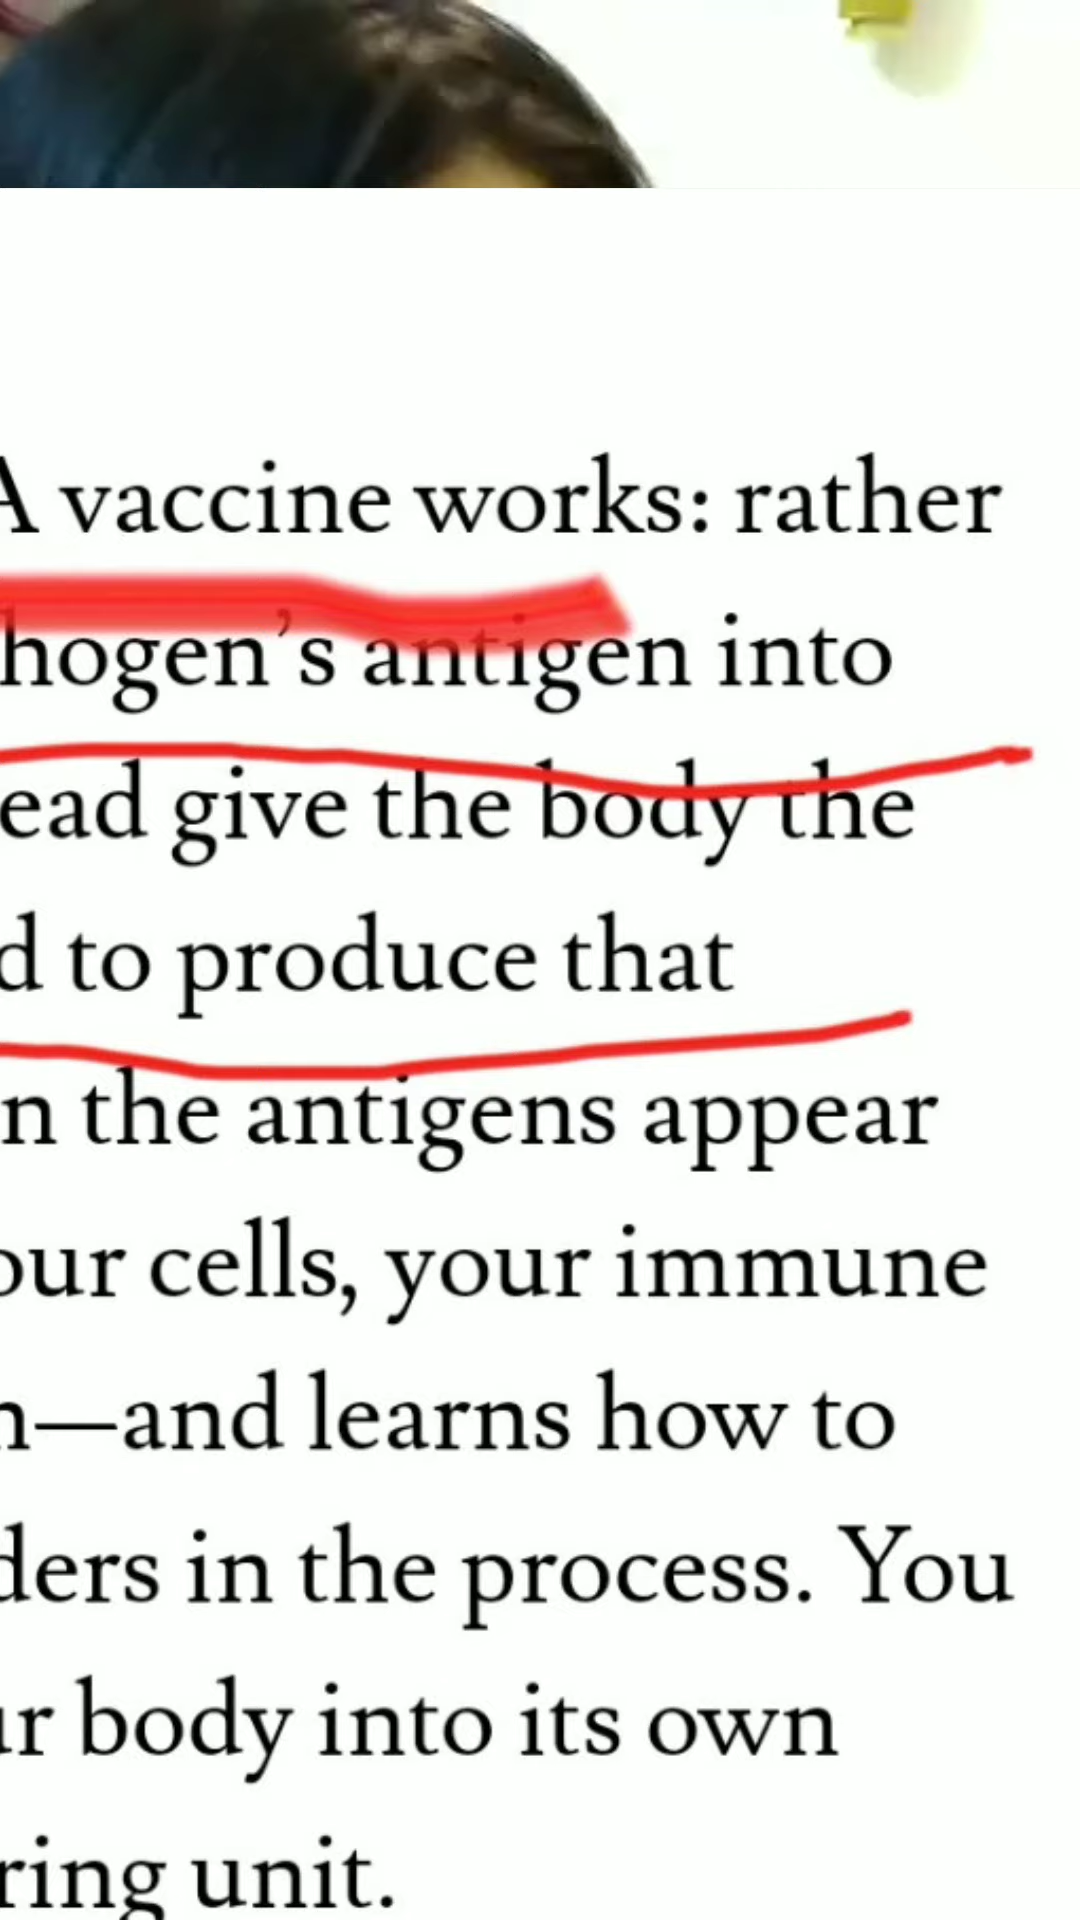 A vaccine works: rather
hogen's antigen into
ead give the body the
d to produce that
n the antigens appear
our cells, your immune
n—and learns how to
ders in the process. You
ur body into its own
ring unit.